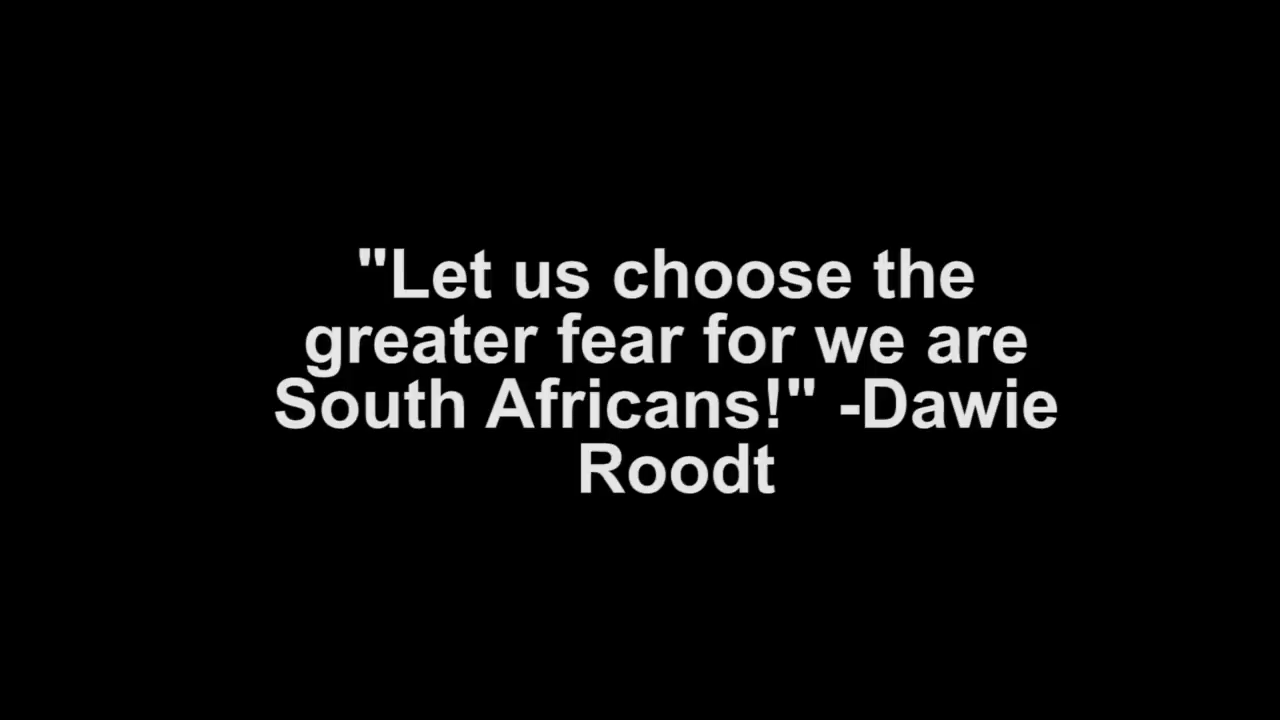 "Let us choose the
greater fear for we are
South Africans!" -Dawie
Roodt